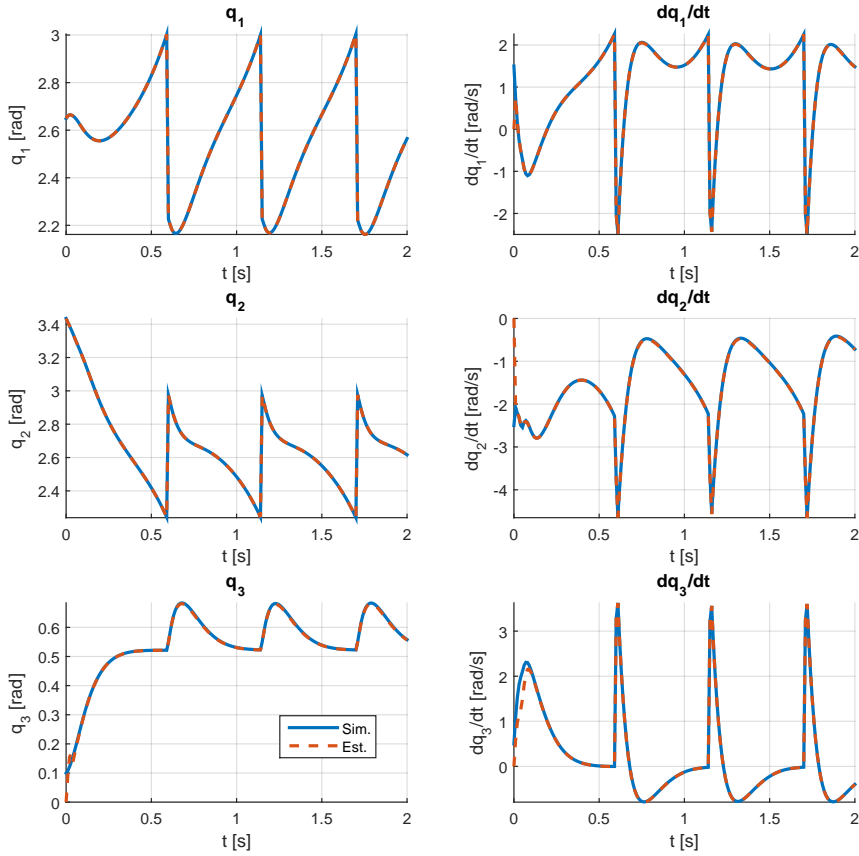 q1
3
2.8
2.6
2.4
2.2
q1 [rad]
0 0.5 1 1.5 2
t [s]
dq1/dt
2
1
0
-1
-2
dq1/dt [rad/s]
0 0.5 1 1.5 2
t [s]
q2
3.4
3.2
3
2.8
2.6
2.4
q2 [rad]
0 0.5 1 1.5 2
t [s]
dq2/dt
0
-1
-2
-3
-4
dq2/dt [rad/s]
0 0.5 1 1.5 2
t [s]
q3
0.6
0.5
0.4
0.3
0.2
0.1
0
q3 [rad]
Sim.
Est.
0 0.5 1 1.5 2
t [s]
dq3/dt
3
2
1
0
dq3/dt [rad/s]
0 0.5 1 1.5 2
t [s]